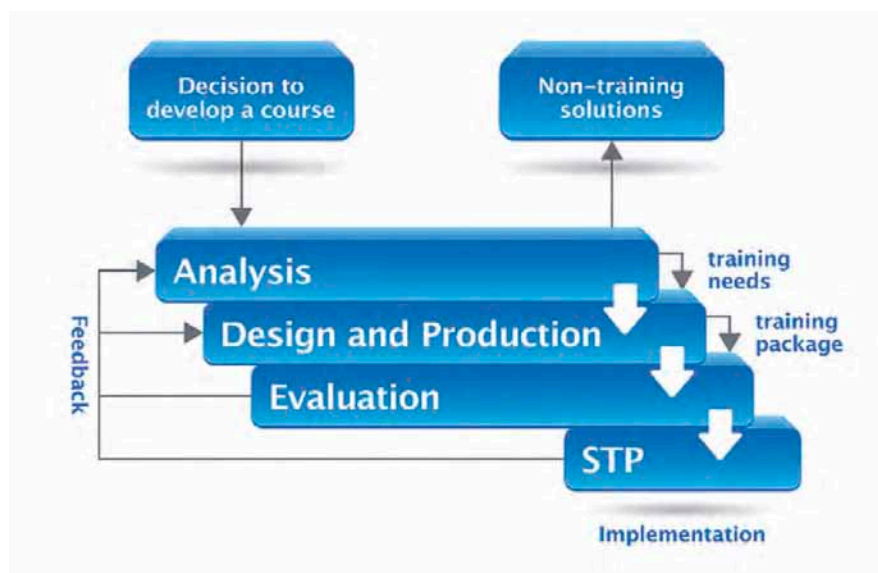 Decision to
develop a course
Non-training
solutions
Analysis
training
needs
Design and Production
training
package
Feedback
Evaluation
STP
Implementation